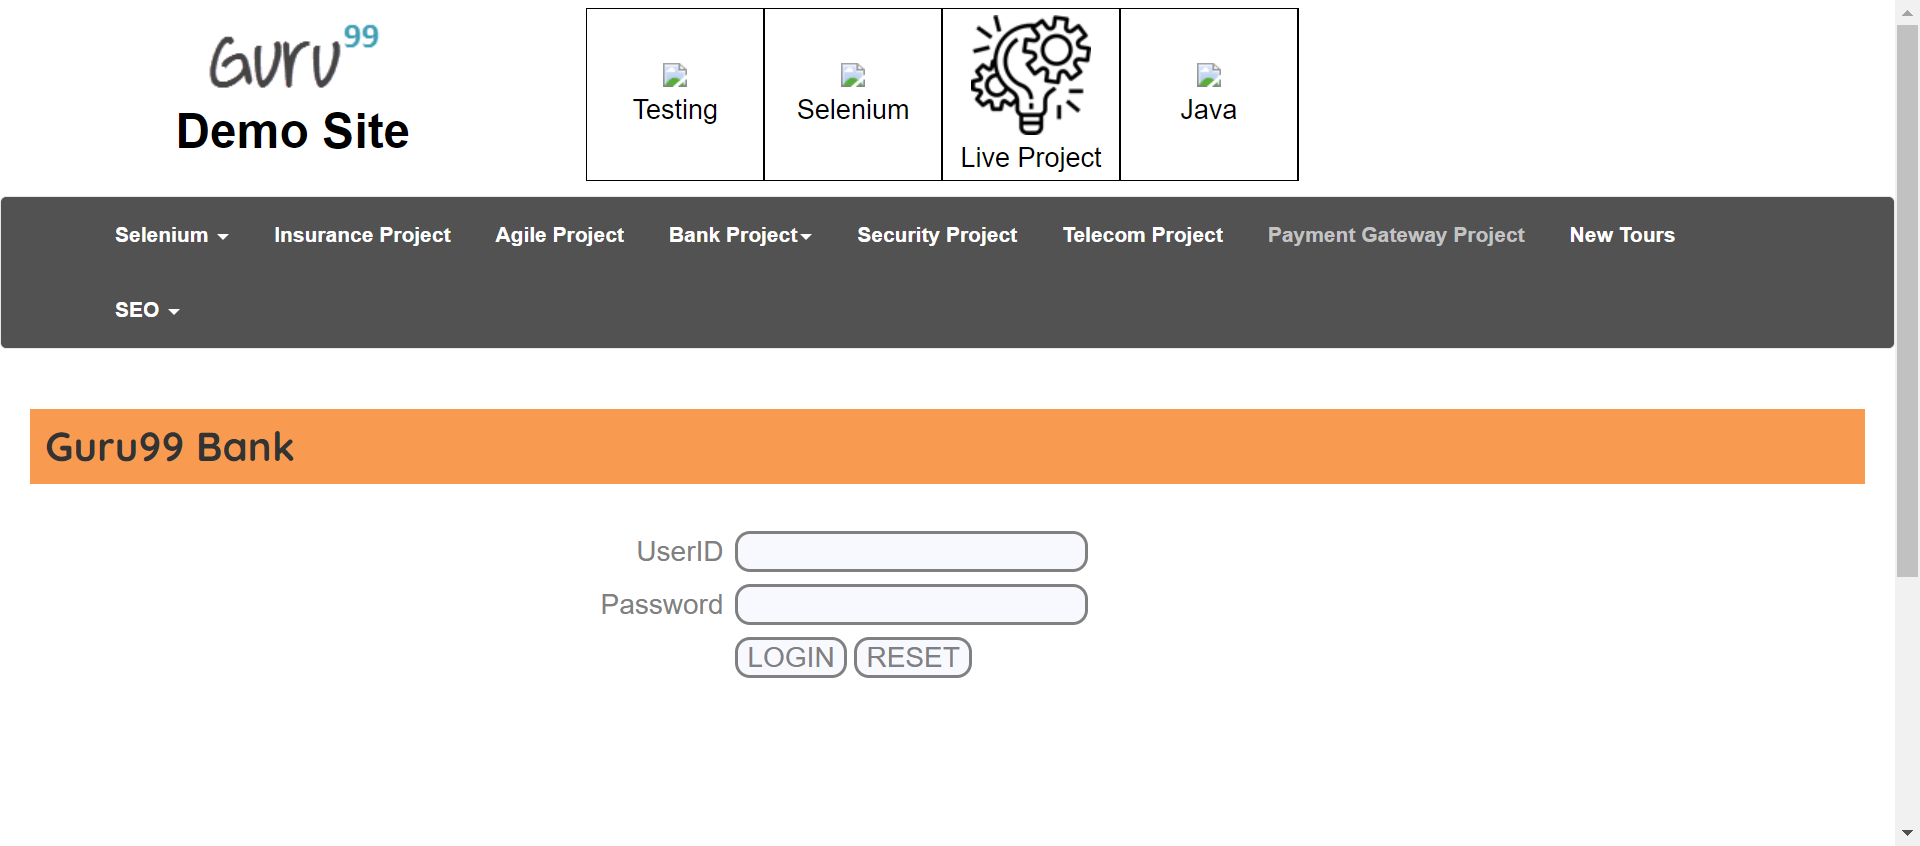 Guru99
Demo Site
Testing
Selenium
Live Project
Java
Selenium
Insurance Project
Agile Project
Bank Project
Security Project
Telecom Project
Payment Gateway Project
New Tours
SEO
Guru99 Bank
UserID
Password
LOGIN RESET